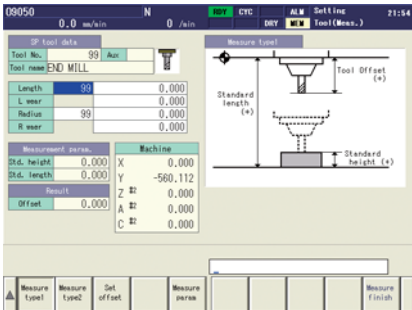 O9050 N RDY CYC ALM Setting 21:54
0.0 mm/min 0 /min DRY MEM Tool(Meas.)
SP tool data
Tool No. 99 Aux
Tool name END MILL
Length 99 0.000
L wear 0.000
Radius 99 0.000
R wear 0.000
Measurement param.
Std. height 0.000
Std. length 0.000
Result
Offset 0.000
Machine
X 0.000
Y -560.112
Z #2 0.000
A #2 0.000
C #2 0.000
Measure type1
Tool Offset
(+)
Standard
length
(+)
Standard
height (+)
Measure type1
Measure type2
Set offset
Measure param
Measure finish